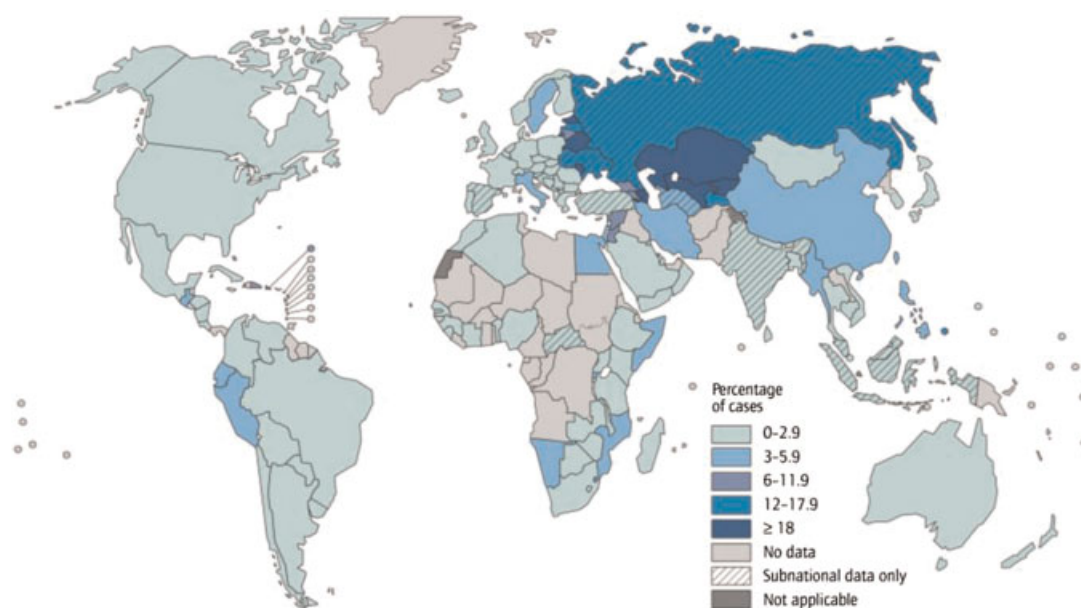 Percentage
of cases
0–2.9
3–5.9
6–11.9
12–17.9
≥ 18
No data
Subnational data only
Not applicable